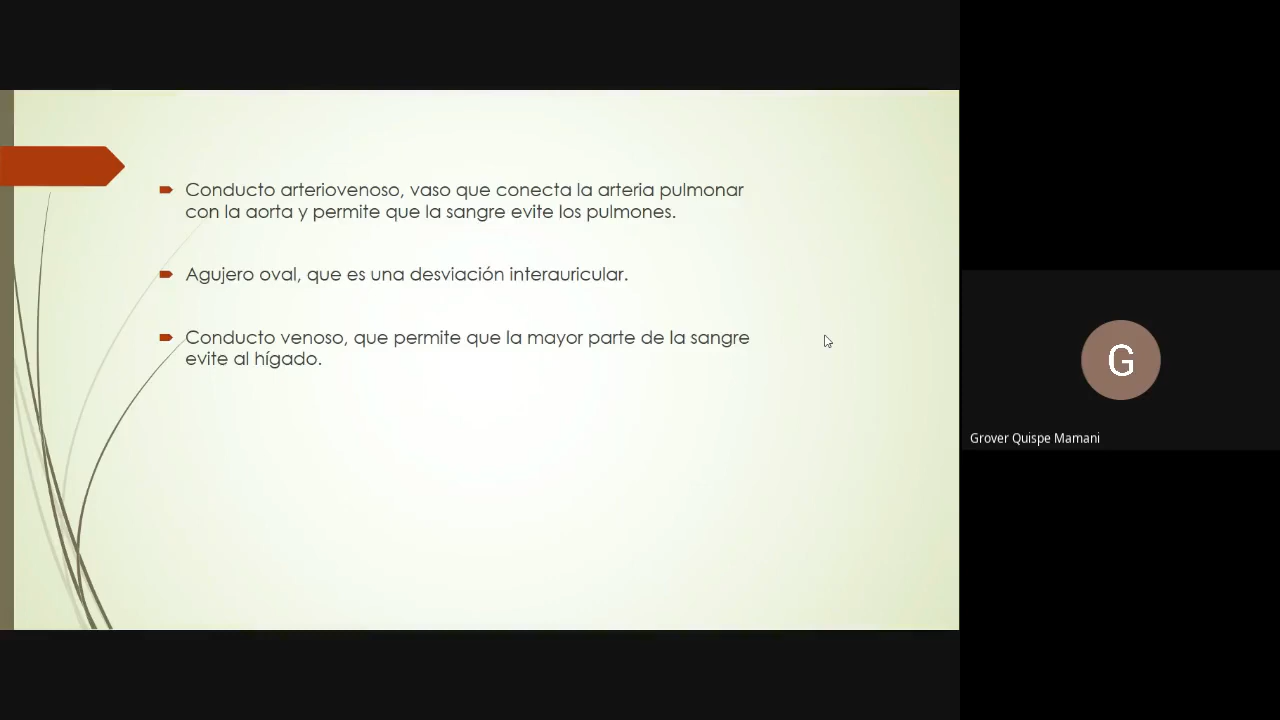 Conducto arteriovenoso, vaso que conecta la arteria pulmonar
con la aorta y permite que la sangre evite los pulmones.
Agujero oval, que es una desviación interauricular.
Conducto venoso, que permite que la mayor parte de la sangre
evite al hígado.
G
Grover Quispe Mamani